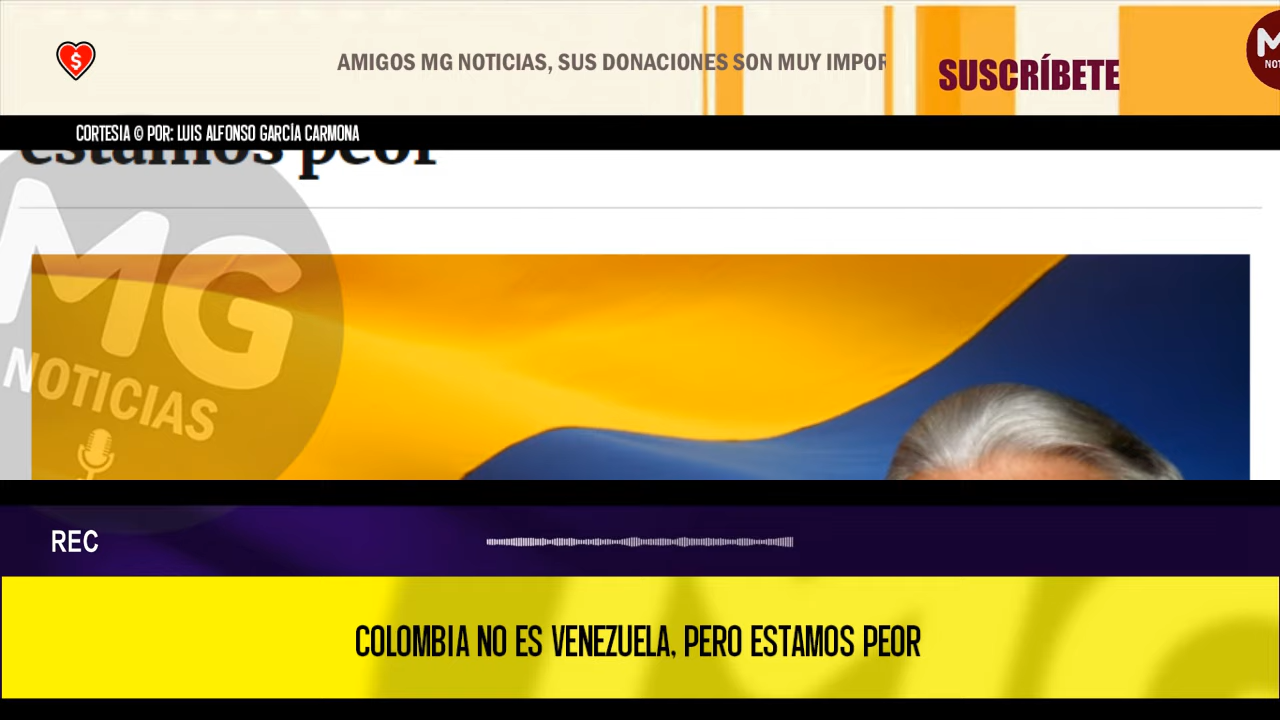 AMIGOS MG NOTICIAS, SUS DONACIONES SON MUY IMPOR
SUSCRÍBETE
CORTESIA © POR: LUIS ALFONSO GARCÍA CARMONA
estamos peor
MG
NOTICIAS
REC
COLOMBIA NO ES VENEZUELA, PERO ESTAMOS PEOR